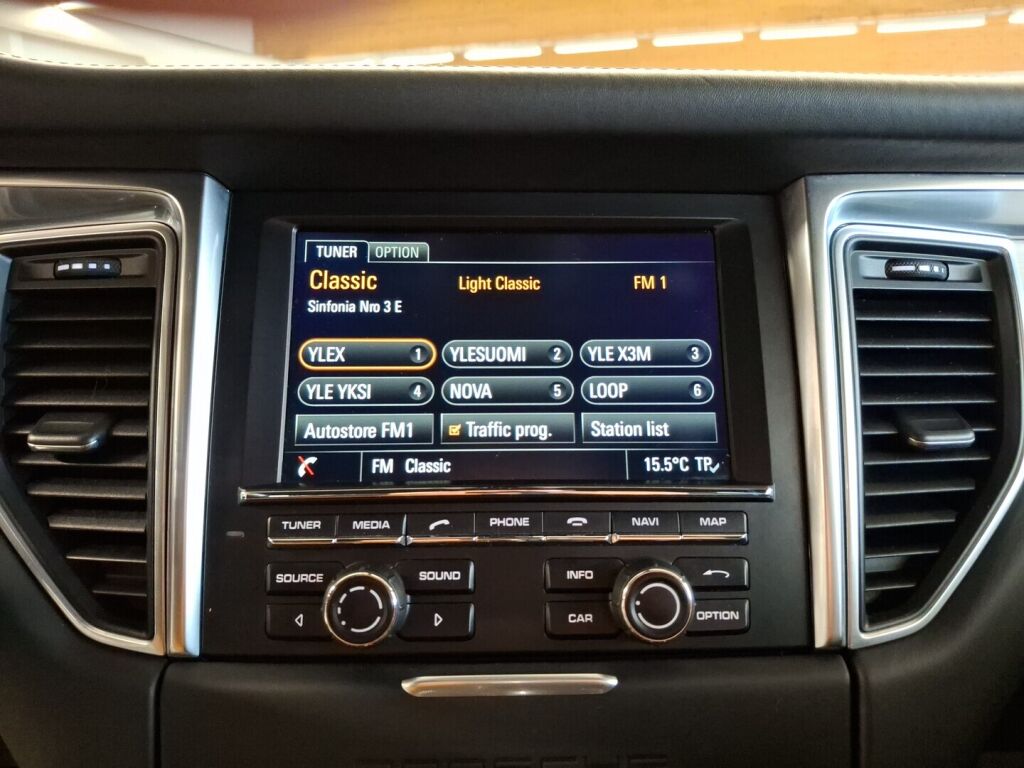 TUNER OPTION
Classic Light Classic FM 1
Sinfonia Nro 3 E
YLEX 1 YLESUOMI 2 YLE X3M 3
YLE YKSI 4 NOVA 5 LOOP 6
Autostore FM1 Traffic prog. Station list
FM Classic 15.5°C TP
TUNER MEDIA PHONE NAVI MAP
SOURCE SOUND INFO
CAR OPTION